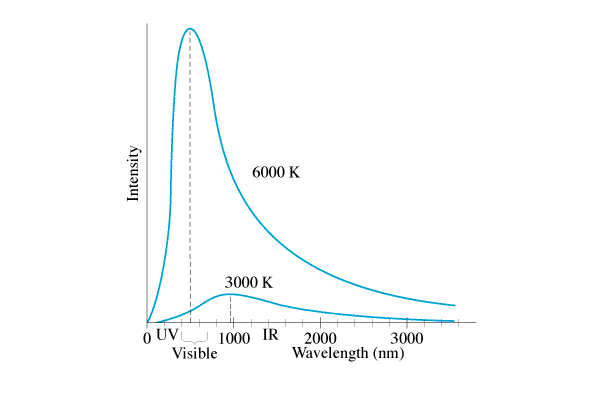 Intensity
6000 K
3000 K
0 UV 1000 IR 2000 3000
Visible Wavelength (nm)